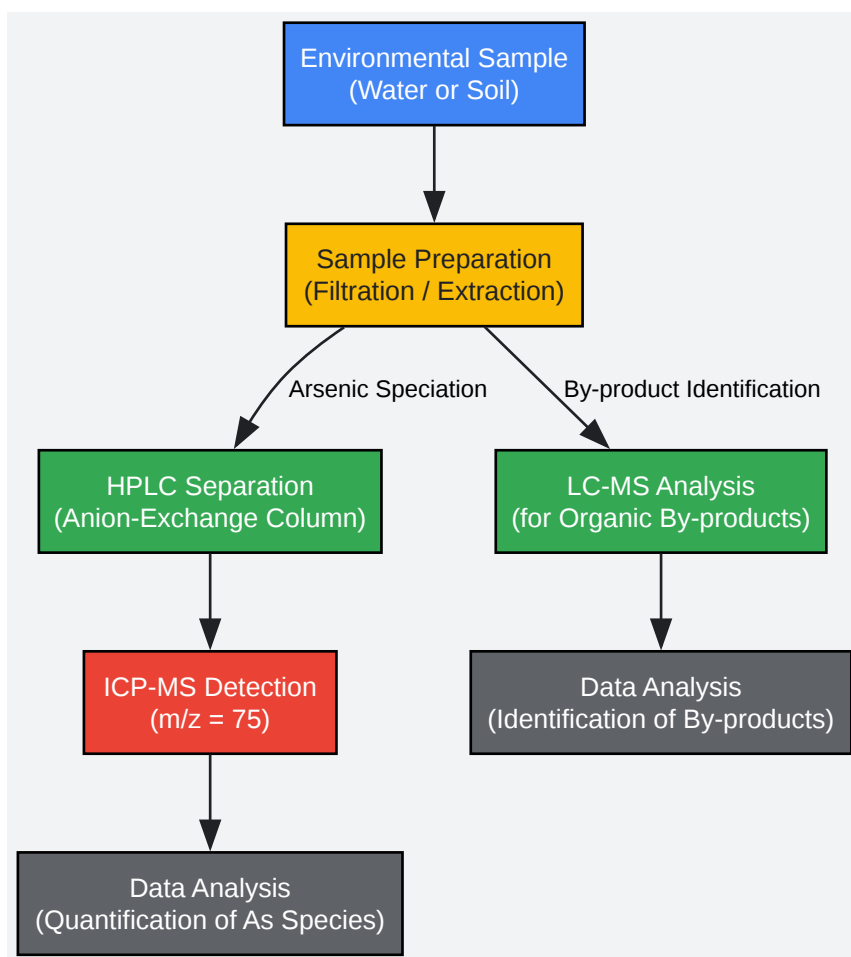 Environmental Sample
(Water or Soil)
Sample Preparation
(Filtration / Extraction)
Arsenic Speciation
By-product Identification
HPLC Separation
(Anion-Exchange Column)
LC-MS Analysis
(for Organic By-products)
ICP-MS Detection
(m/z = 75)
Data Analysis
(Identification of By-products)
Data Analysis
(Quantification of As Species)